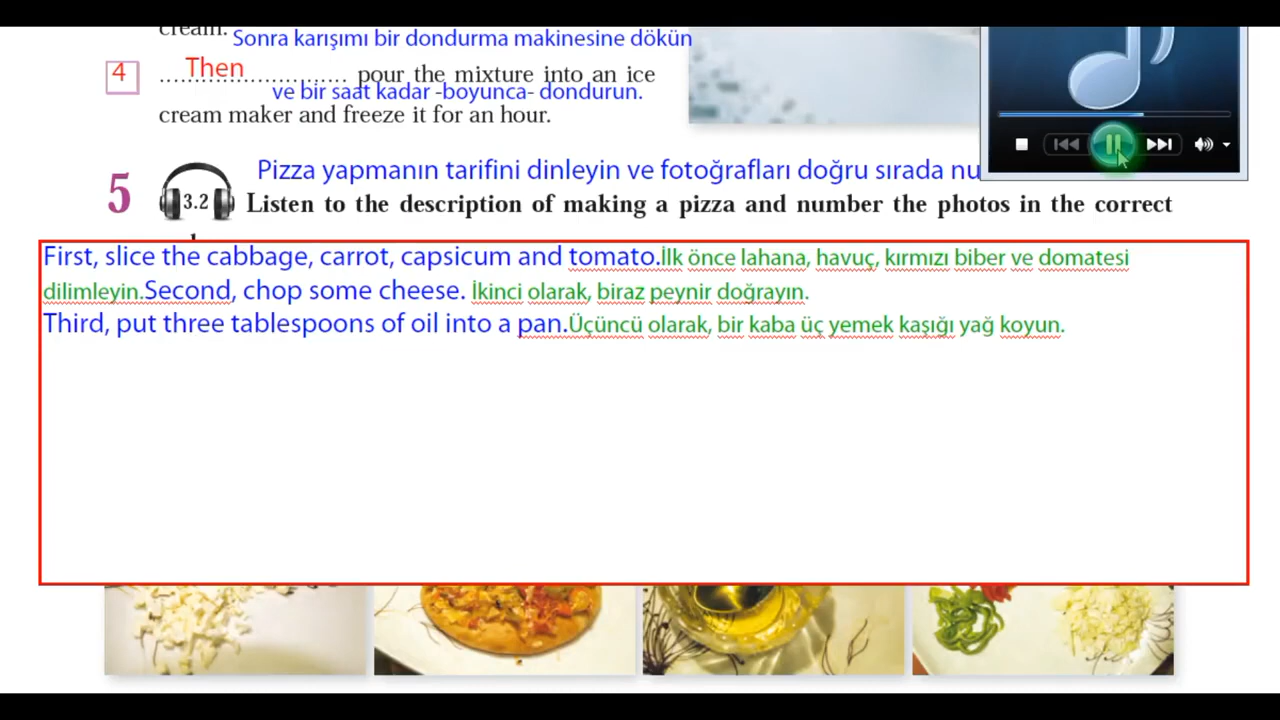 cream.
Sonra karışımı bir dondurma makinesine dökün
4 Then ........................... pour the mixture into an ice
ve bir saat kadar -boyunca- dondurun.
cream maker and freeze it for an hour.
Pizza yapmanın tarifini dinleyin ve fotoğrafları doğru sırada nu
5 3.2 Listen to the description of making a pizza and number the photos in the correct
First, slice the cabbage, carrot, capsicum and tomato.İlk önce lahana, havuç, kırmızı biber ve domatesi
dilimleyin.Second, chop some cheese. İkinci olarak, biraz peynir doğrayın.
Third, put three tablespoons of oil into a pan.Üçüncü olarak, bir kaba üç yemek kaşığı yağ koyun.